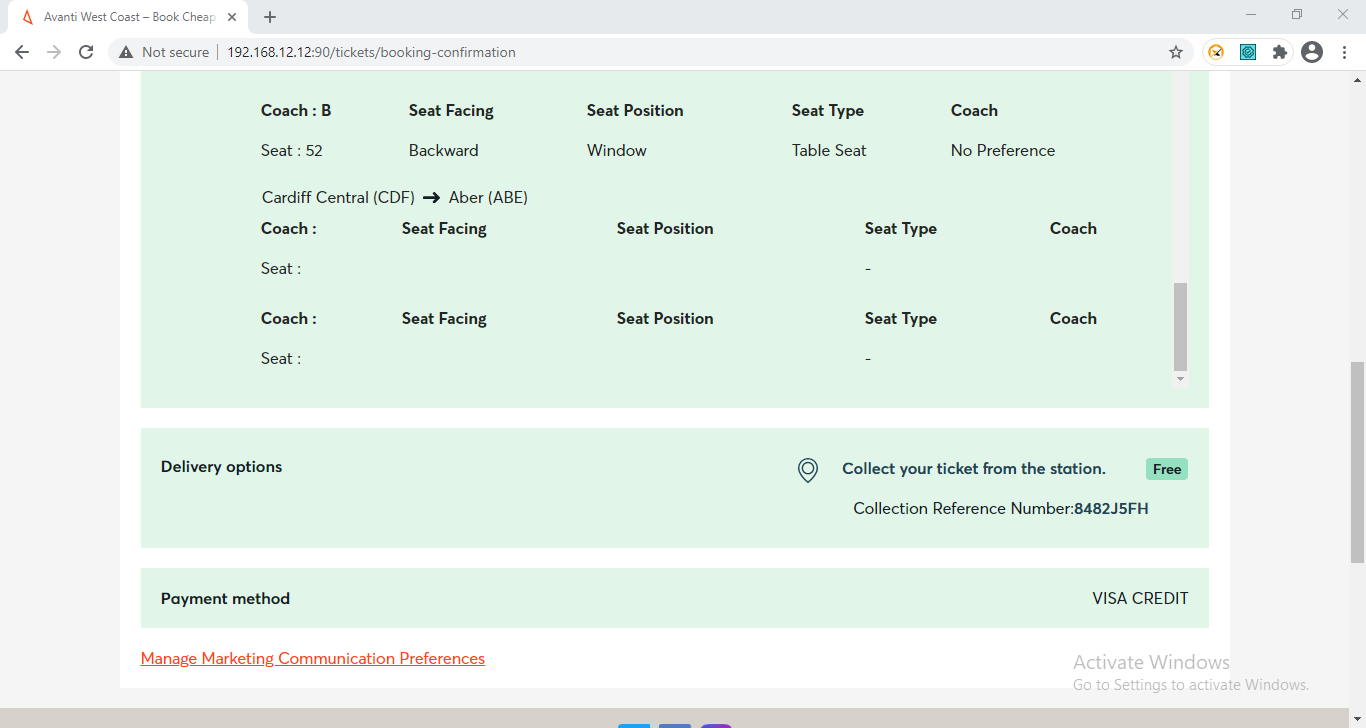 Avanti West Coast – Book Cheap
Not secure 192.168.12.12:90/tickets/booking-confirmation
Coach : B Seat Facing Seat Position Seat Type Coach
Seat : 52 Backward Window Table Seat No Preference
Cardiff Central (CDF) → Aber (ABE)
Coach : Seat Facing Seat Position Seat Type Coach
Seat : -
Coach : Seat Facing Seat Position Seat Type Coach
Seat : -
Delivery options Collect your ticket from the station. Free
Collection Reference Number:8482J5FH
Payment method VISA CREDIT
Manage Marketing Communication Preferences
Activate Windows
Go to Settings to activate Windows.